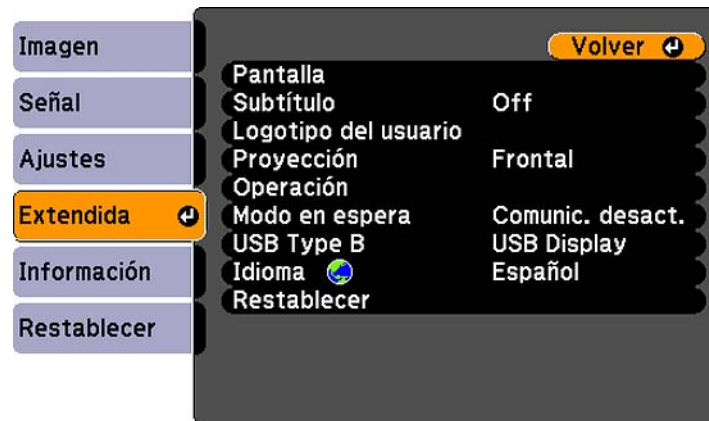 Imagen
Señal
Ajustes
Extendida
Información
Restablecer
Volver
Pantalla
Subtítulo Off
Logotipo del usuario
Proyección Frontal
Operación
Modo en espera Comunic. desact.
USB Type B USB Display
Idioma Español
Restablecer